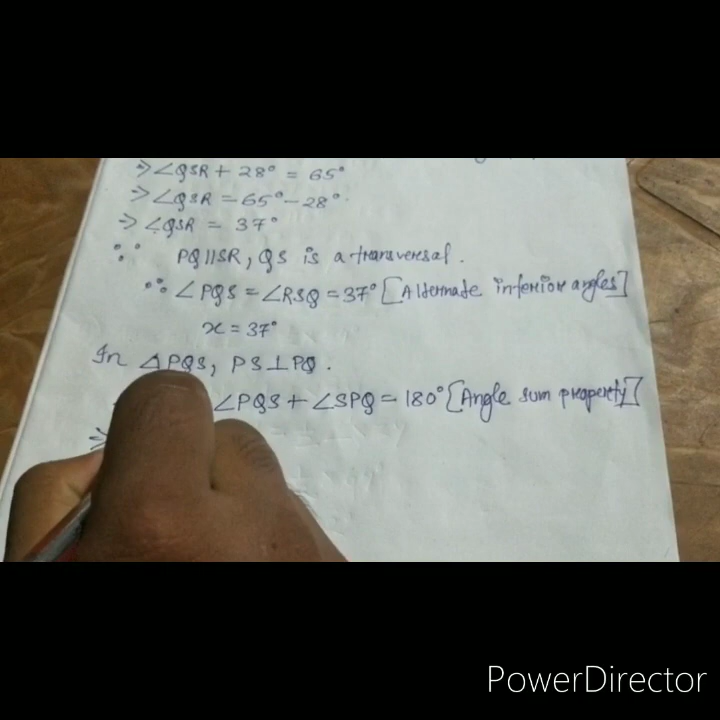 ⇒ ∠QSR + 28° = 65°
⇒ ∠QSR = 65° - 28°
⇒ ∠QSR = 37°
∵ PQ||SR, QS is a transversal.
∴ ∠PQS = ∠RSQ = 37° [Alternate interior angles]
x = 37°
In △PQS, PS⊥PQ.
∠PQS + ∠SPQ = 180° [Angle sum property]
⇒
PowerDirector